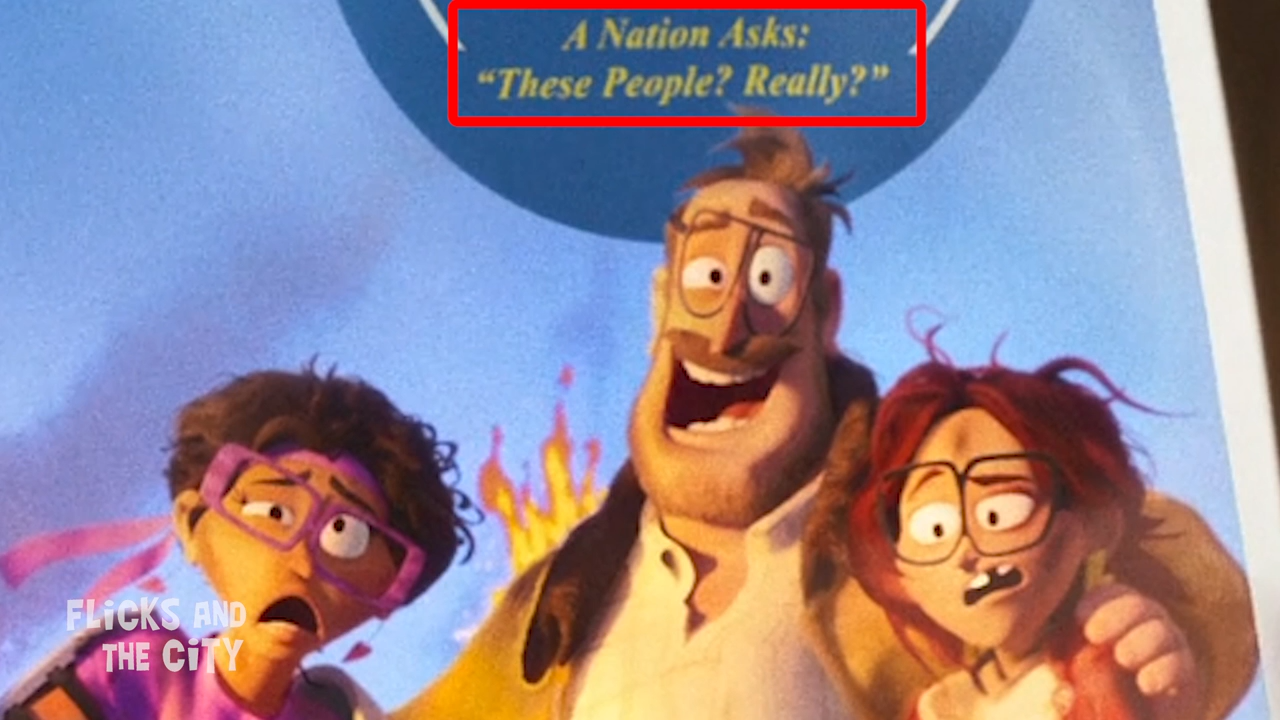 A Nation Asks:
“These People? Really?”
FLiCKS AND
THE CiTY